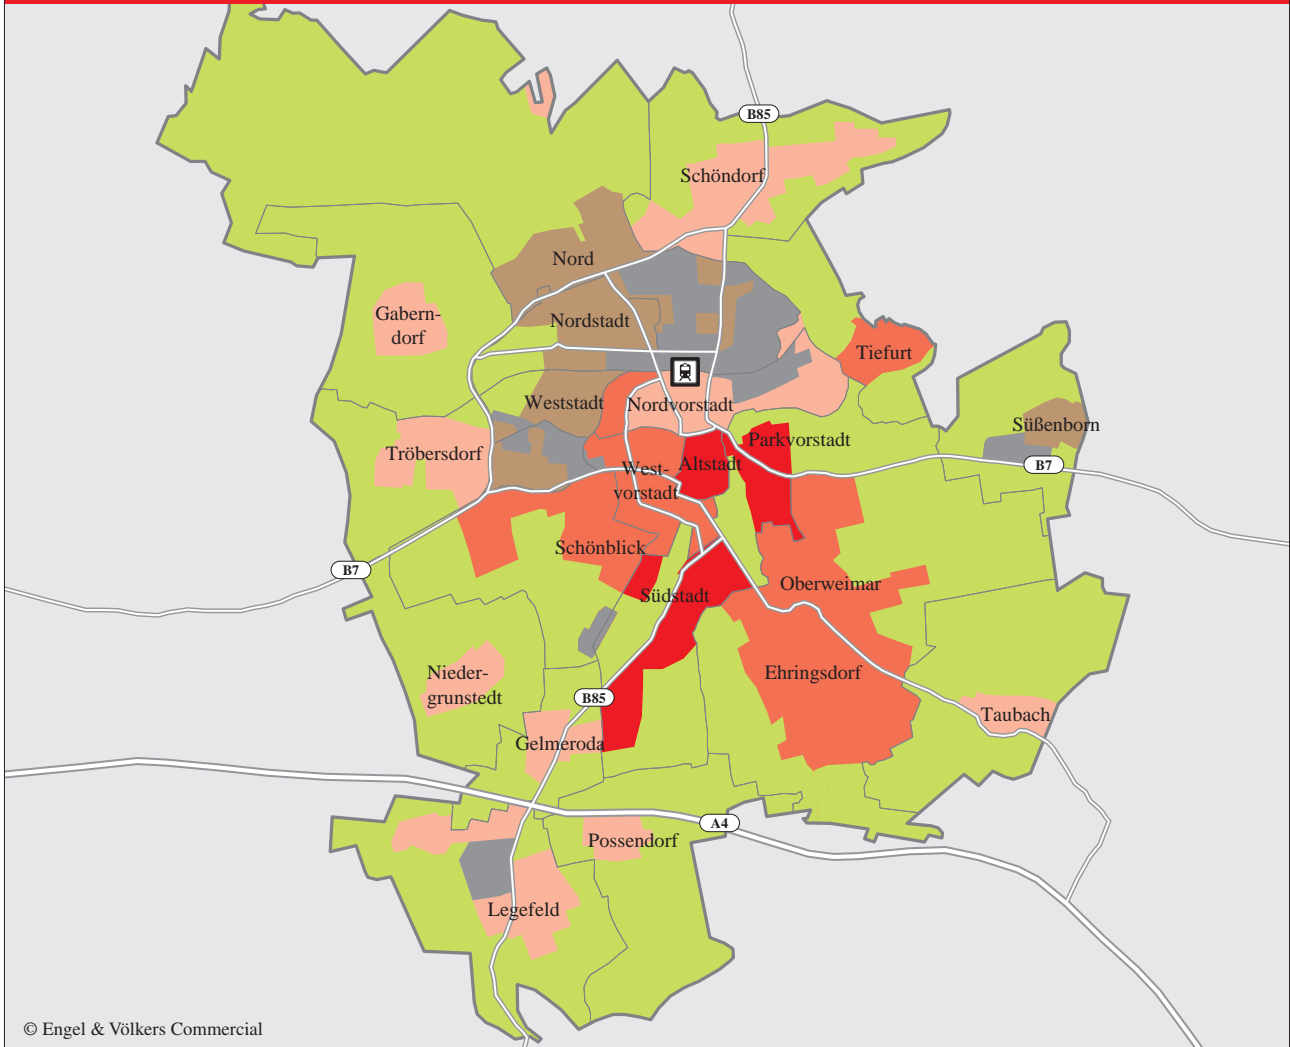 B85
Schöndorf
Nord
Gabern-
dorf
Nordstadt
Tiefurt
Weststadt
Nordvorstadt
Süßenborn
Parkvorstadt
Tröbersdorf
West-
vorstadt
Altstadt
B7
Schönblick
B7
Oberweimar
Südstadt
Nieder-
grunstedt
Ehringsdorf
B85
Taubach
Gelmeroda
A4
Possendorf
Legefeld
© Engel & Völkers Commercial